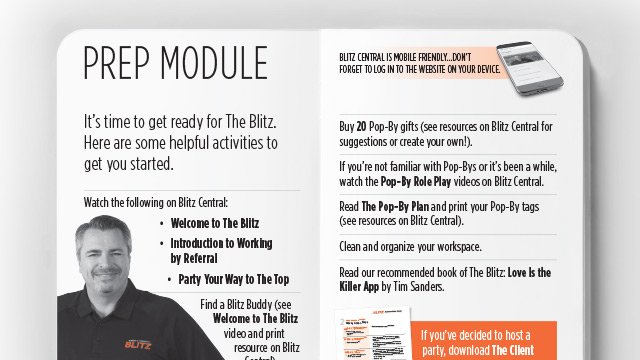 PREP MODULE
It's time to get ready for The Blitz.
Here are some helpful activities to
get you started.
Watch the following on Blitz Central:
• Welcome to The Blitz
• Introduction to Working
by Referral
• Party Your Way to The Top
Find a Blitz Buddy (see
Welcome to The Blitz
video and print
resource on Blitz
Central).
BLITZ
BLITZ CENTRAL IS MOBILE FRIENDLY...DON'T
FORGET TO LOG IN TO THE WEBSITE ON YOUR DEVICE.
Buy 20 Pop-By gifts (see resources on Blitz Central for
suggestions or create your own!).
If you're not familiar with Pop-Bys or it's been a while,
watch the Pop-By Role Play videos on Blitz Central.
Read The Pop-By Plan and print your Pop-By tags
(see resources on Blitz Central).
Clean and organize your workspace.
Read our recommended book of The Blitz: Love Is the
Killer App by Tim Sanders.
If you've decided to host a
party, download The Client